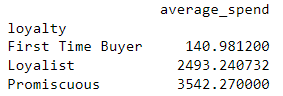 average_spend
loyalty
First Time Buyer 140.981200
Loyalist 2493.240732
Promiscuous 3542.270000